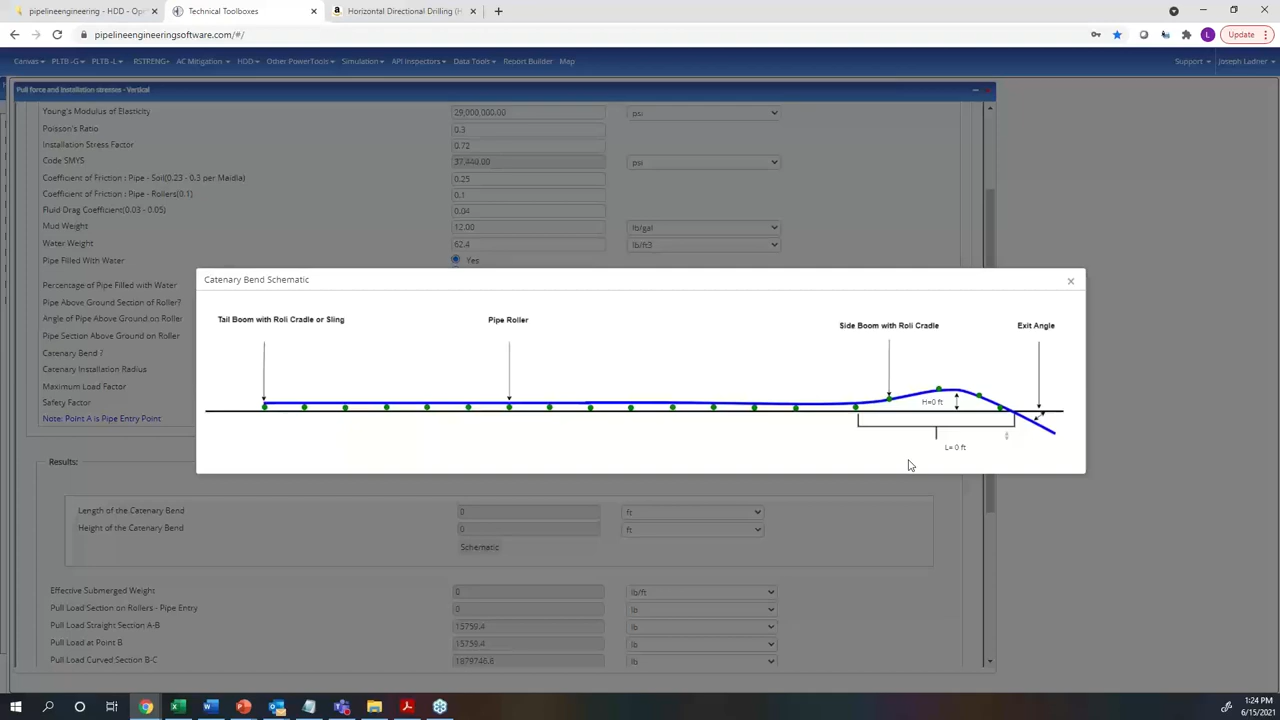 pipelineengineering - HDD - Op
Technical Toolboxes
Horizontal Directional Drilling (H
pipelineengineeringsoftware.com/#/
L
Update
Canvas
PLTB -G
PLTB -L
RSTRENG+
AC Mitigation
HDD
Other PowerTools
Simulation
API Inspectors
Data Tools
Report Builder
Map
Support
Joseph Ladner
Pull force and Installation stresses - Vertical
Young's Modulus of Elasticity
29,000,000.00
psi
Poisson's Ratio
0.3
Installation Stress Factor
0.72
Code SMYS
37,440.00
psi
Coefficient of Friction : Pipe - Soil(0.23 - 0.3 per Maidla)
0.25
Coefficient of Friction : Pipe - Rollers(0.1)
0.1
Fluid Drag Coefficient(0.03 - 0.05)
0.04
Mud Weight
12.00
lb/gal
Water Weight
62.4
lb/ft3
Pipe Filled With Water
Yes
Percentage of Pipe Filled with Water
Pipe Above Ground Section of Roller?
Angle of Pipe Above Ground on Roller
Pipe Section Above Ground on Roller
Catenary Bend ?
Catenary Installation Radius
Maximum Load Factor
Safety Factor
Note: Point A is Pipe Entry Point
Catenary Bend Schematic
×
Tail Boom with Roli Cradle or Sling
Pipe Roller
Side Boom with Roli Cradle
Exit Angle
H=0 ft
L= 0 ft
Results:
Length of the Catenary Bend
0
ft
Height of the Catenary Bend
0
ft
Schematic
Effective Submerged Weight
0
lb/ft
Pull Load Section on Rollers - Pipe Entry
0
lb
Pull Load Straight Section A-B
15759.4
lb
Pull Load at Point B
15759.4
lb
Pull Load Curved Section B-C
1879746.6
lb
1:24 PM
6/15/2021